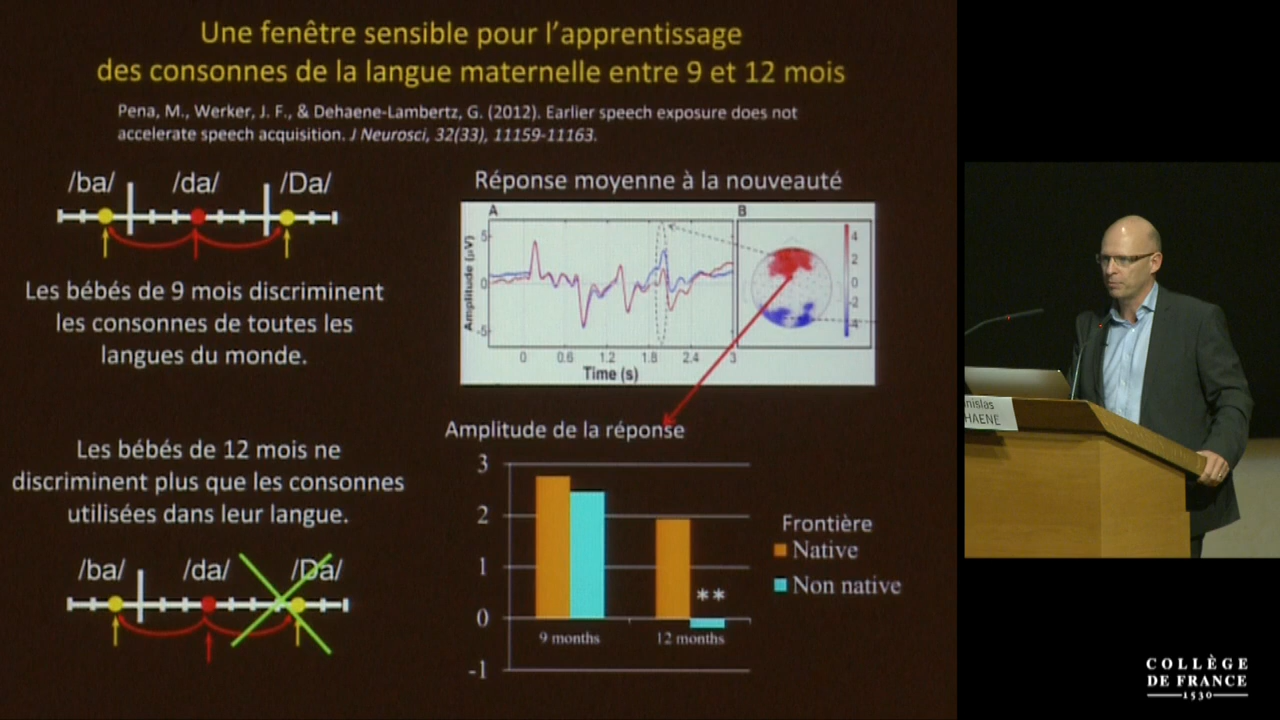 Une fenêtre sensible pour l'apprentissage
des consonnes de la langue maternelle entre 9 et 12 mois
Pena, M., Werker, J. F., & Dehaene-Lambertz, G. (2012). Earlier speech exposure does not
accelerate speech acquisition. J Neurosci, 32(33), 11159-11163.
/ba/ /da/ /Da/
Les bébés de 9 mois discriminent
les consonnes de toutes les
langues du monde.
Les bébés de 12 mois ne
discriminent plus que les consonnes
utilisées dans leur langue.
/ba/ /da/ /Da/
Réponse moyenne à la nouveauté
A B
Amplitude (µV)
5
0
-5
0 0.6 1.2 1.8 2.4 3
Time (s)
4
2
0
-2
Amplitude de la réponse
3
2
1
0
-1
9 months 12 months
**
Frontière
Native
Non native
nislas
HAENE
COLLÈGE
DE FRANCE
1530